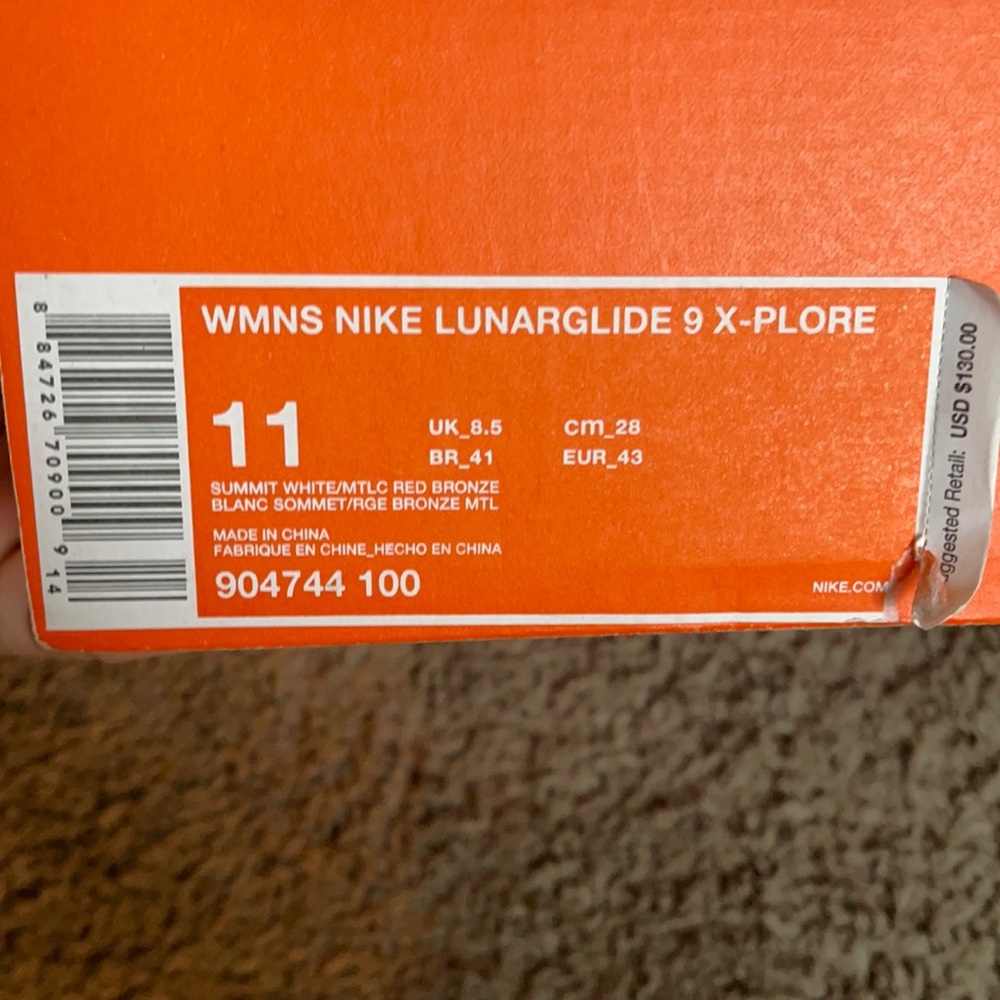 WMNS NIKE LUNARGLIDE 9 X-PLORE
11
UK_8.5 cm_28
BR_41 EUR_43
SUMMIT WHITE/MTLC RED BRONZE
BLANC SOMMET/RGE BRONZE MTL
MADE IN CHINA
FABRIQUE EN CHINE_HECHO EN CHINA
904744 100
NIKE.COM
8 84726 70900 9 14
uggested Retail: USD $130.00